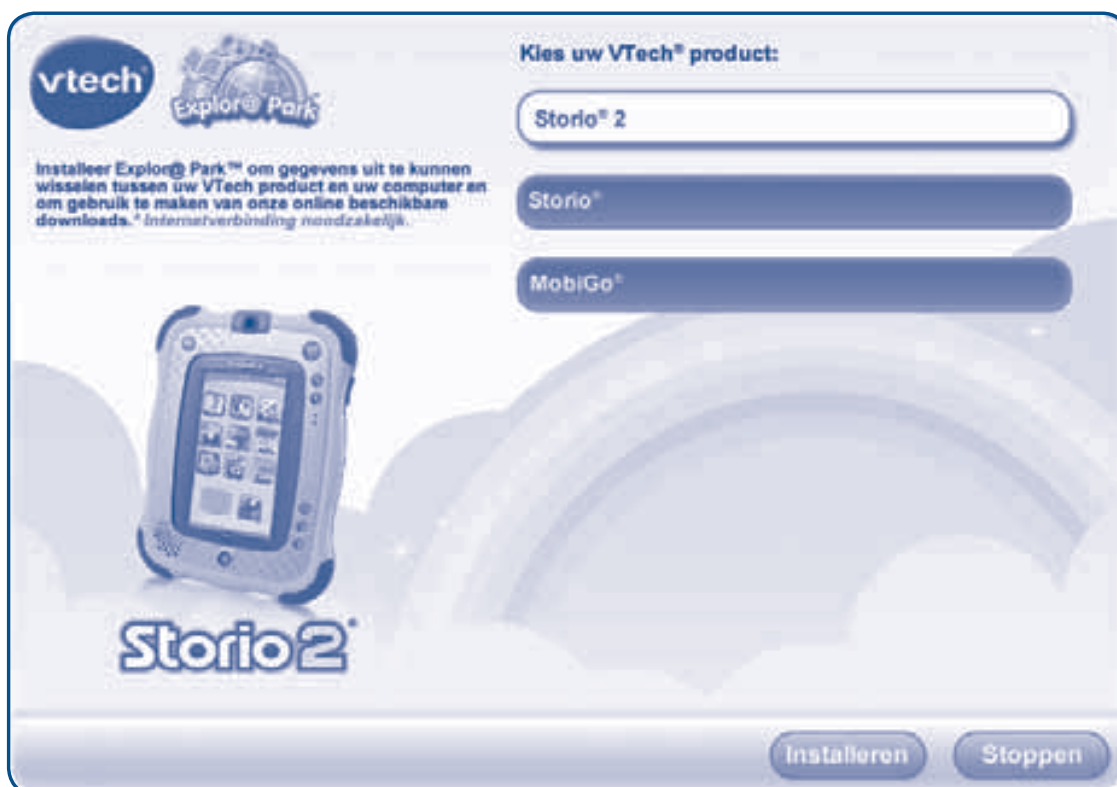 vtech
Explor@ Park
Kies uw VTech® product:
Storio® 2
Installeer Explor@ Park™ om gegevens uit te kunnen
wisselen tussen uw VTech product en uw computer en
om gebruik te maken van onze online beschikbare
downloads. * Internetverbinding noodzakelijk.
Storio®
MobiGo®
Storio 2®
Installeren
Stoppen